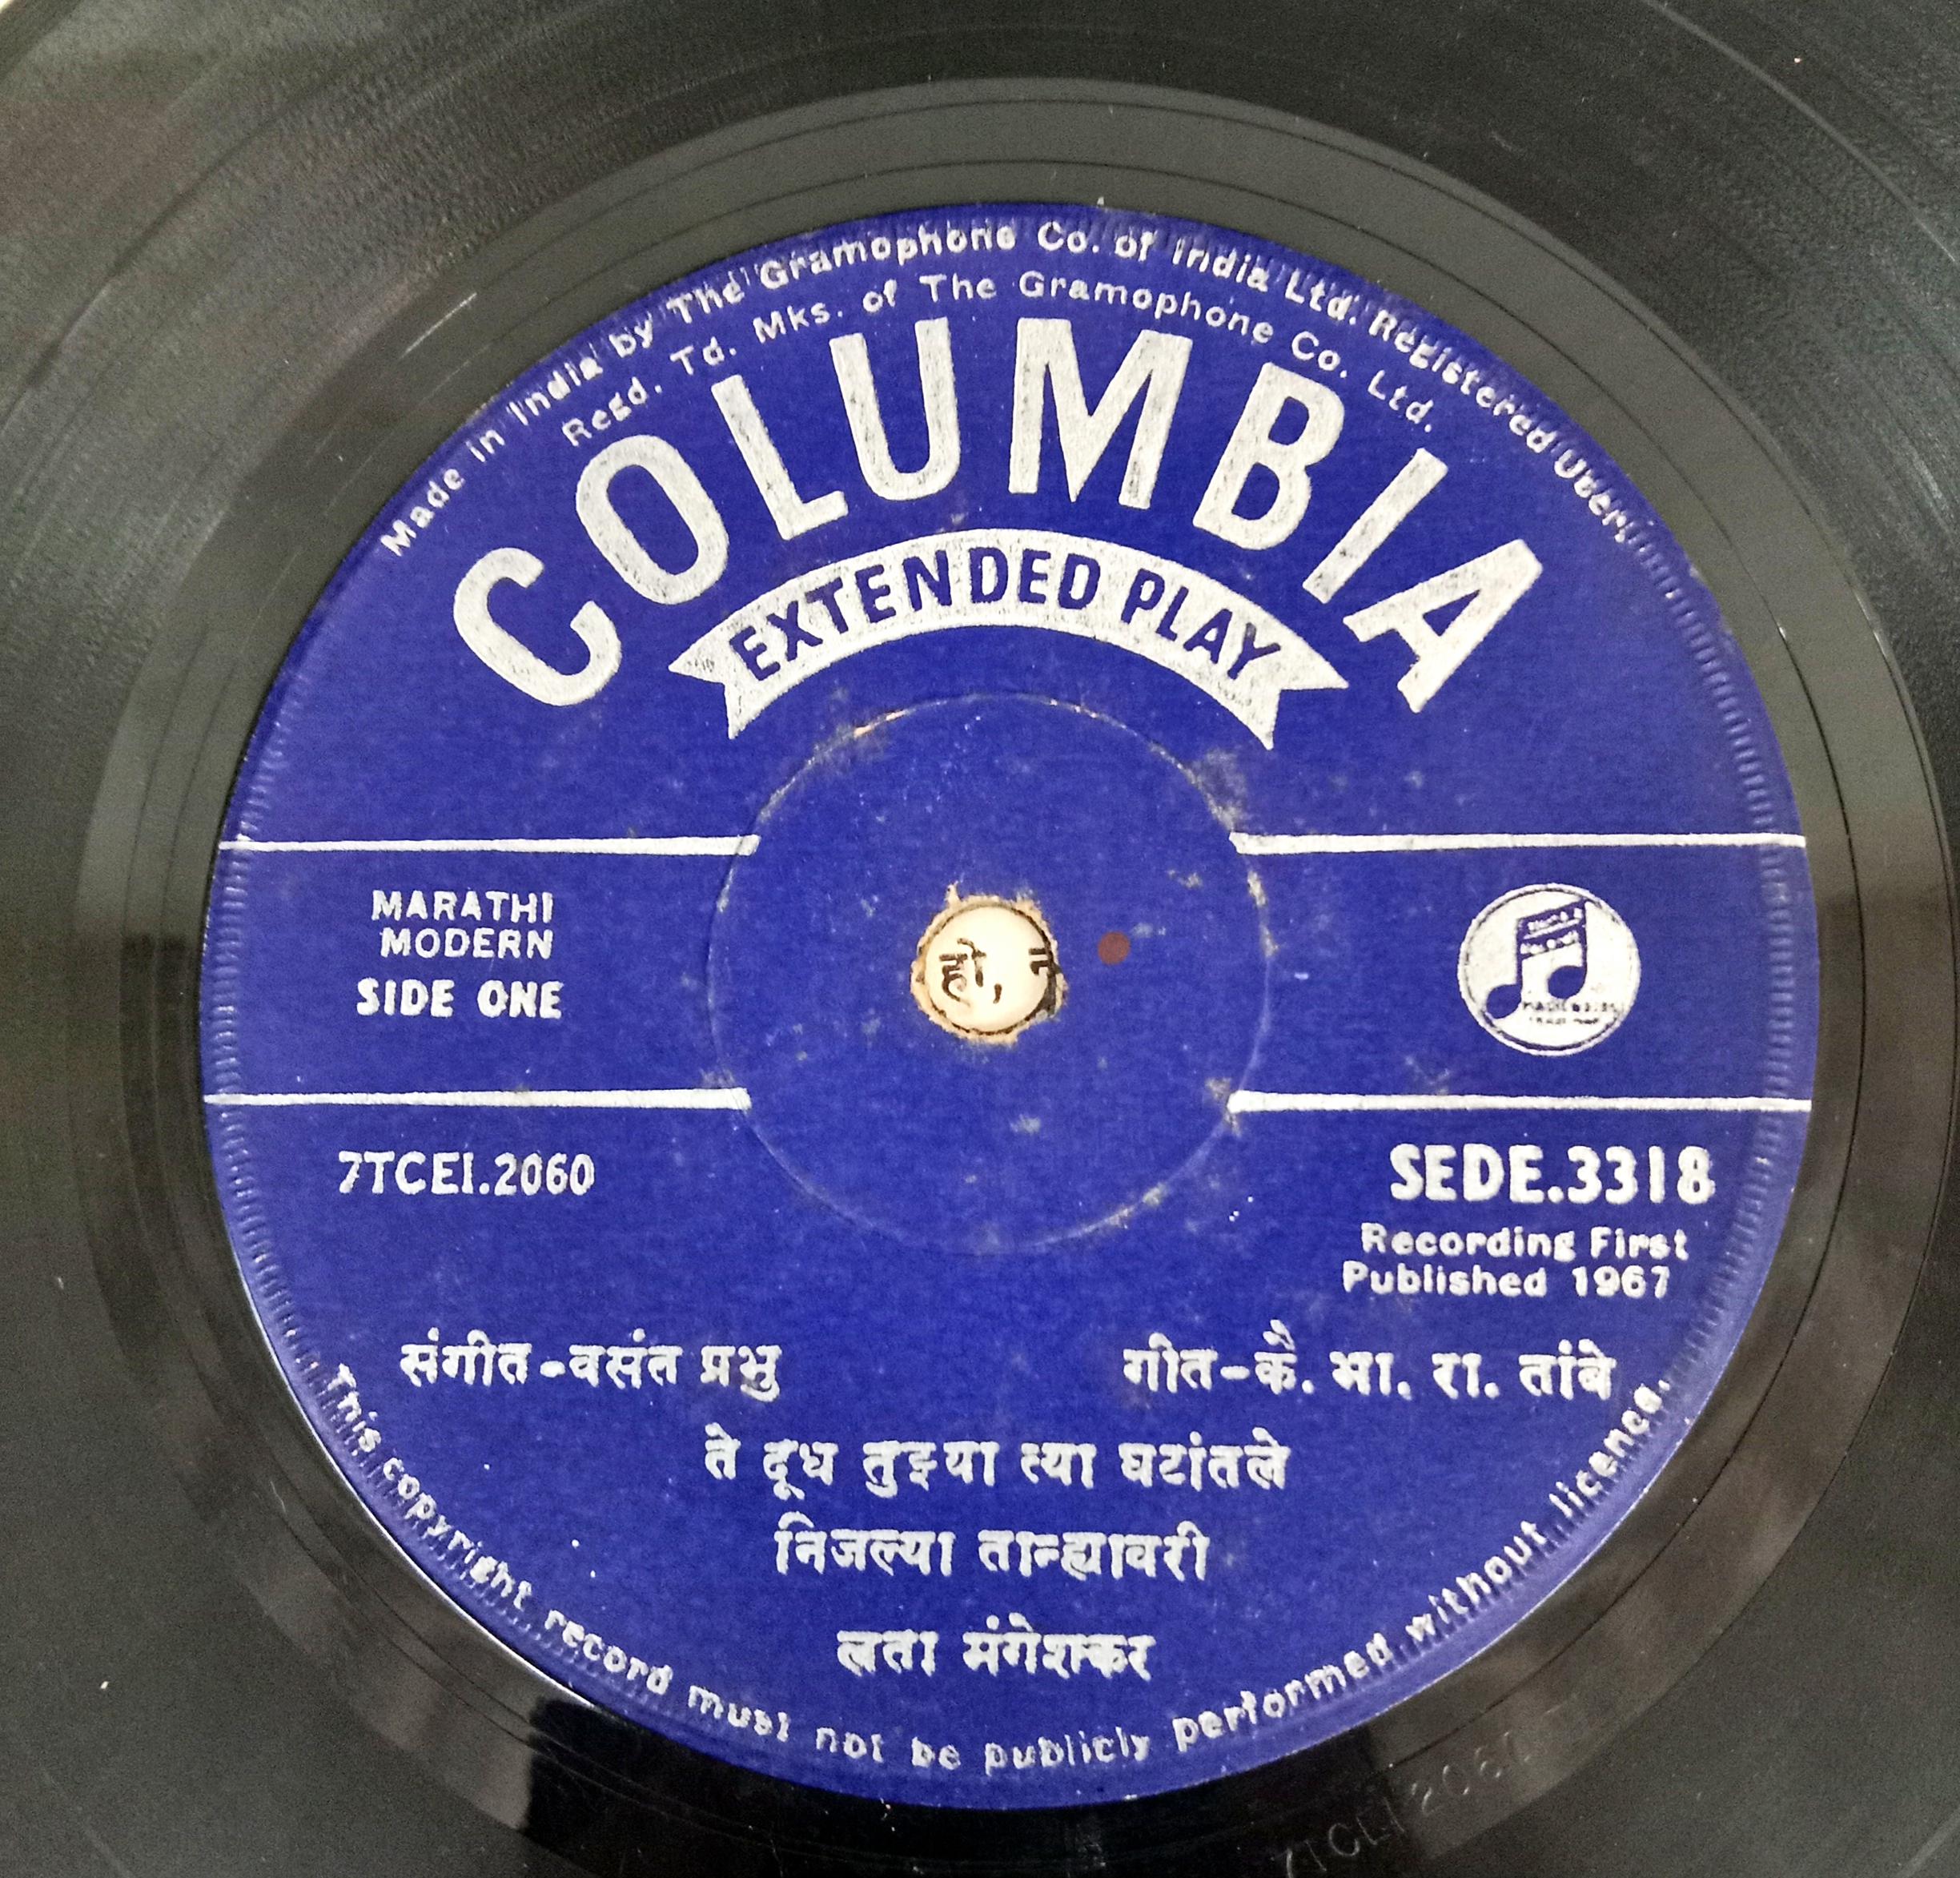 Made in India by The Gramophone Co. of India Ltd. Registered User
Regd. Td. Mks. of The Gramophone Co. Ltd.
COLUMBIA
EXTENDED PLAY
MARATHI
MODERN
SIDE ONE
हो,
7TCEI.2060
SEDE.3318
Recording First
Published 1967
संगीत-वसंत प्रभु
गीत-कै. भा. रा. तांबे
ते दूध तुझ्या त्या घटांतले
निजल्या तान्ह्यावरी
लता मंगेशकर
This copyright record must not be publicly performed without licence.